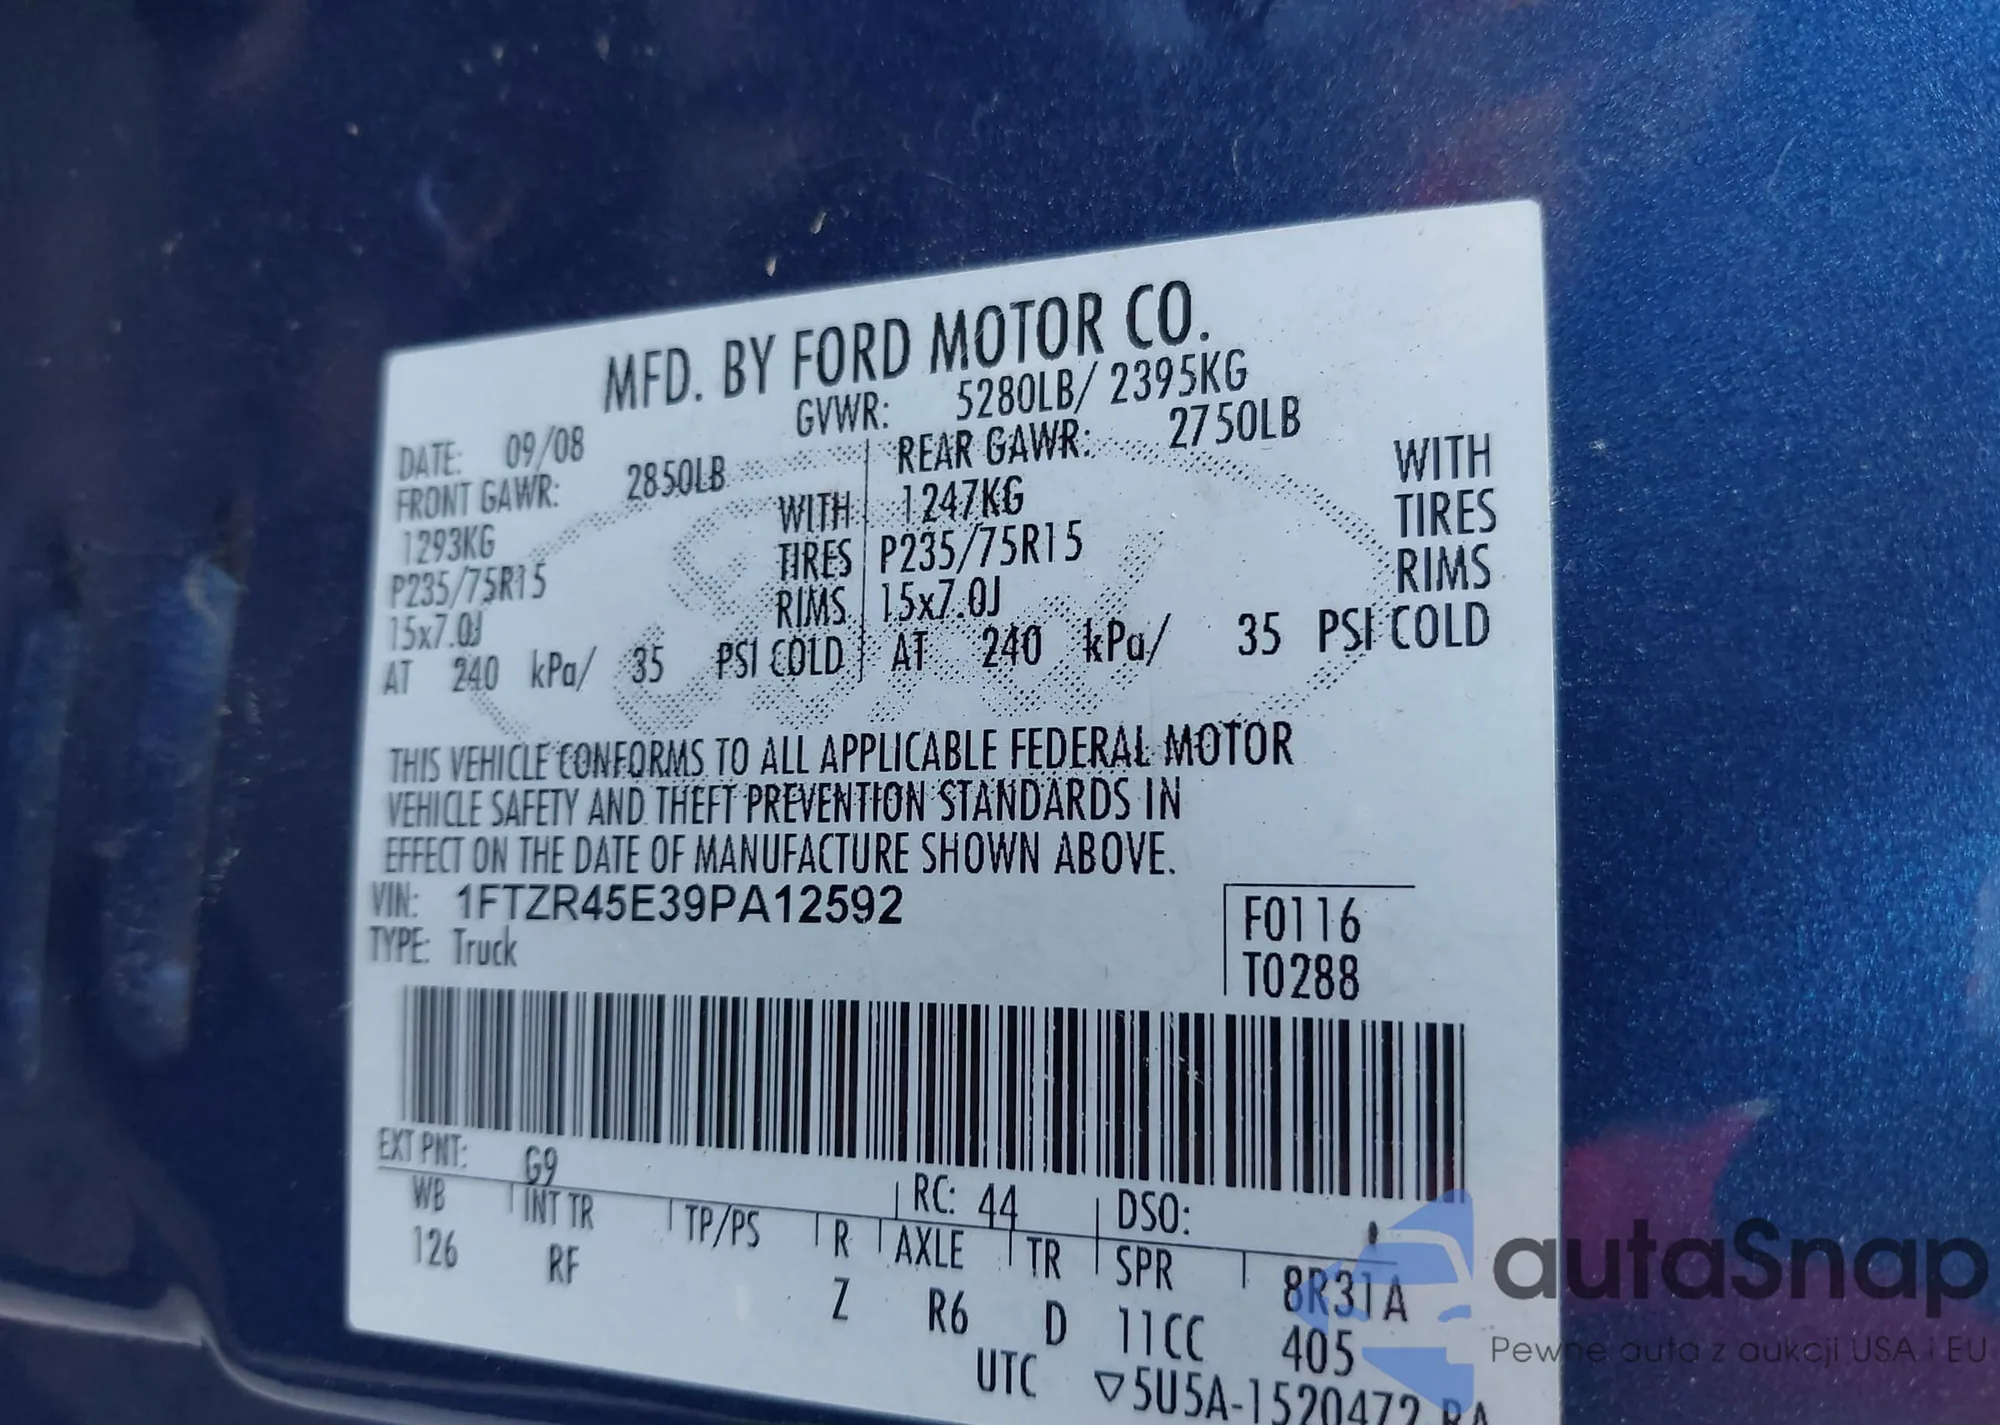 MFD. BY FORD MOTOR CO.
DATE: 09/08 GVWR: 5280LB/ 2395KG
FRONT GAWR: 2850LB REAR GAWR: 2750LB
1293KG WITH 1247KG WITH
P235/75R15 TIRES P235/75R15 TIRES
15x7.0J RIMS 15x7.0J RIMS
AT 240 kPa/ 35 PSI COLD AT 240 kPa/ 35 PSI COLD
THIS VEHICLE CONFORMS TO ALL APPLICABLE FEDERAL MOTOR
VEHICLE SAFETY AND THEFT PREVENTION STANDARDS IN
EFFECT ON THE DATE OF MANUFACTURE SHOWN ABOVE.
VIN: 1FTZR45E39PA12592
TYPE: Truck
F0116
T0288
EXT PNT: G9 RC: 44 DSO:
WB INT TR TP/PS R AXLE TR SPR 8R31A
126 RF Z R6 D 11CC 405
UTC ▽5U5A-1520472-BA
autaSnap
Pewne auta z aukcji USA i EU